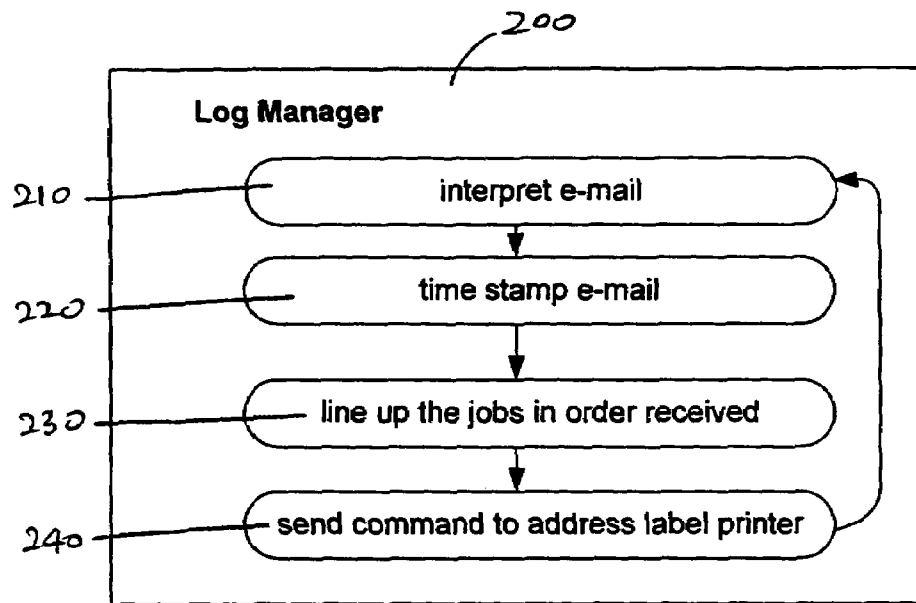 200
Log Manager
210
interpret e-mail
220
time stamp e-mail
230
line up the jobs in order received
240
send command to address label printer